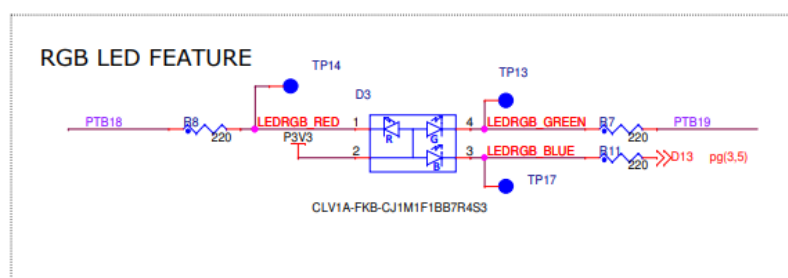 RGB LED FEATURE
TP14
TP13
D3
PTB18
R8
220
LEDRGB_RED
1
4
LEDRGB_GREEN
R7
220
PTB19
P3V3
R
G
2
3
LEDRGB_BLUE
R11
220
D13
pg(3,5)
B
TP17
CLV1A-FKB-CJ1M1F1BB7R4S3